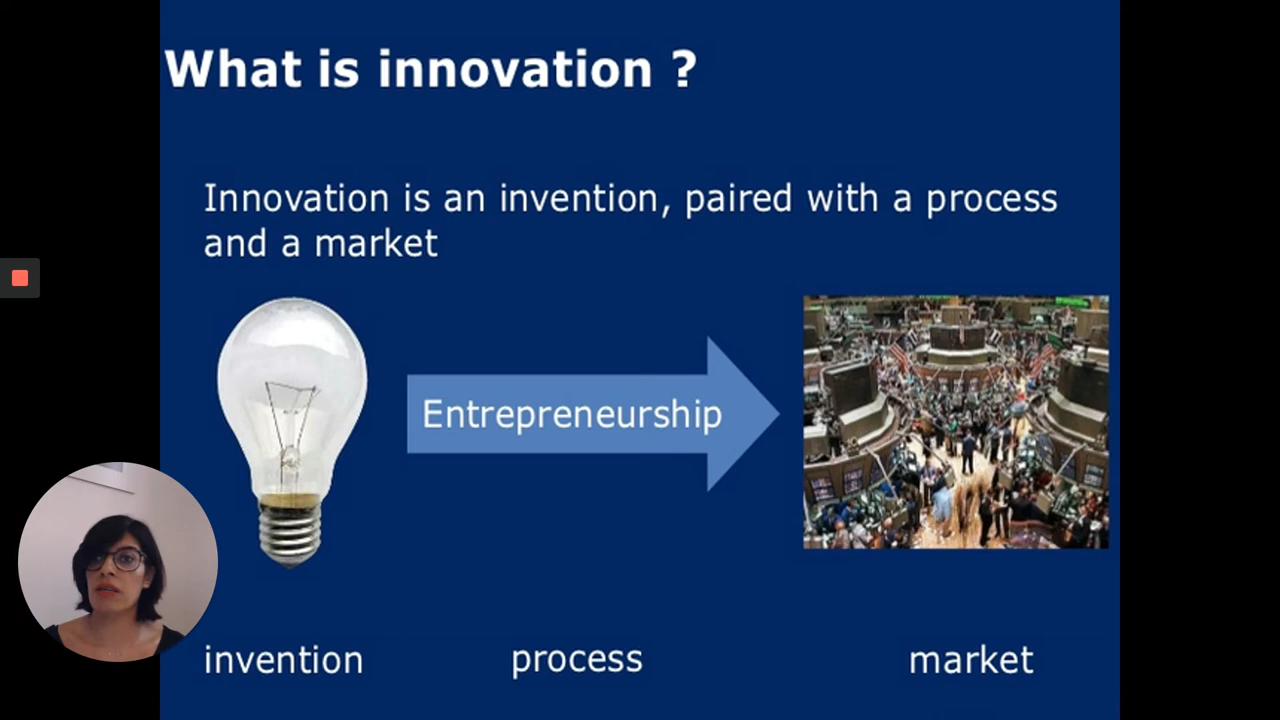 What is innovation ?
Innovation is an invention, paired with a process
and a market
Entrepreneurship
invention
process
market